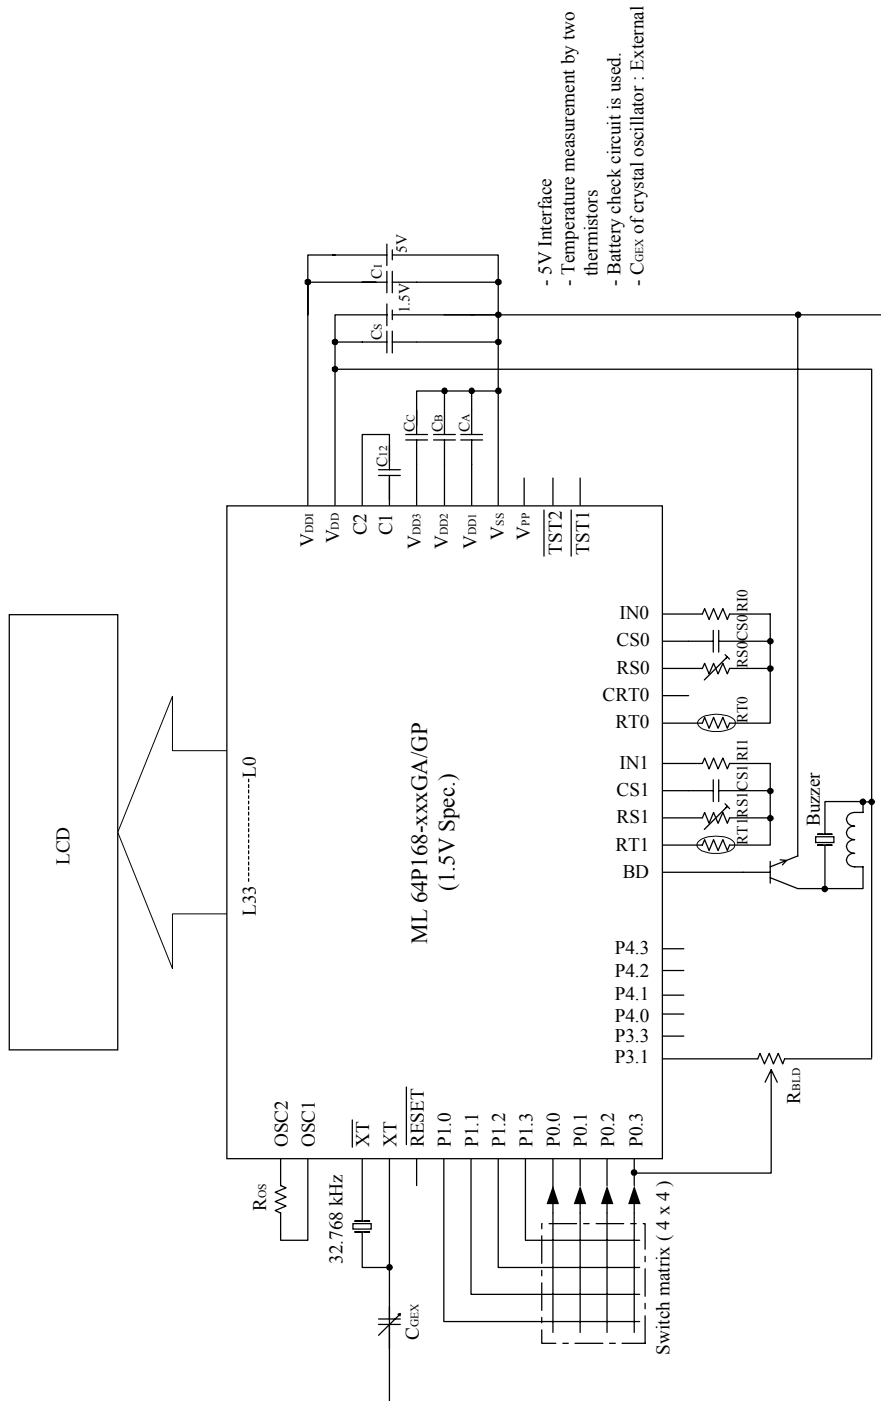 LCD
L33 ------------------L0
ML 64P168-xxxGA/GP
(1.5V Spec.)
OSC2
OSC1
XT
XT
RESET
P1.0
P1.1
P1.2
P1.3
P0.0
P0.1
P0.2
P0.3
ROS
32.768 kHz
CGEX
Switch matrix ( 4 x 4 )
VDDI
VDD
C2
C1
VDD3
VDD2
VDD1
VSS
VPP
TST2
TST1
C12
CC
CB
CA
CS
1.5V
CI
5V
P3.1
P3.3
P4.0
P4.1
P4.2
P4.3
BD
RT1
RS1
CS1
IN1
RT0
CRT0
RS0
CS0
IN0
RBLD
Buzzer
RT1
RS1
CS1
RI1
RT0
RS0
CS0
RI0
- 5V Interface
- Temperature measurement by two
thermistors
- Battery check circuit is used.
- CGEX of crystal oscillator : External